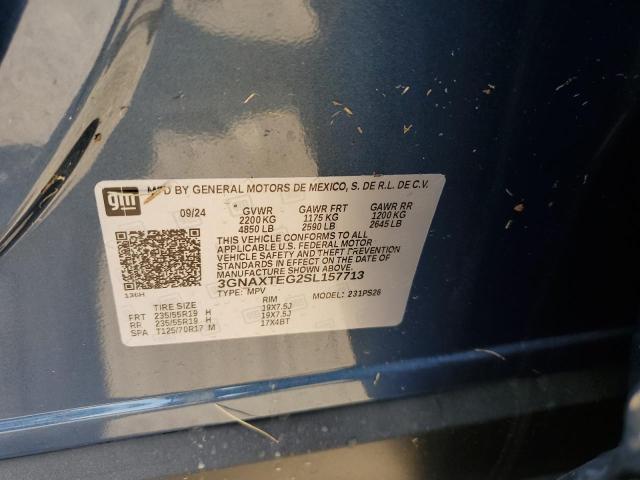 gm MFD BY GENERAL MOTORS DE MEXICO, S. DE R.L. DE C.V.
09/24 GVWR GAWR FRT GAWR RR
2200 KG 1175 KG 1200 KG
4850 LB 2590 LB 2645 LB
THIS VEHICLE CONFORMS TO ALL
APPLICABLE U.S. FEDERAL MOTOR
VEHICLE SAFETY AND THEFT PREVENTION
STANDARDS IN EFFECT ON THE DATE OF
MANUFACTURE SHOWN ABOVE.
3GNAXTEG2SL157713
136H TYPE: MPV MODEL: 231PS26
TIRE SIZE RIM
FRT 235/55R19 H 19X7.5J
RR 235/55R19 H 19X7.5J
SPA T125/70R17 M 17X4BT